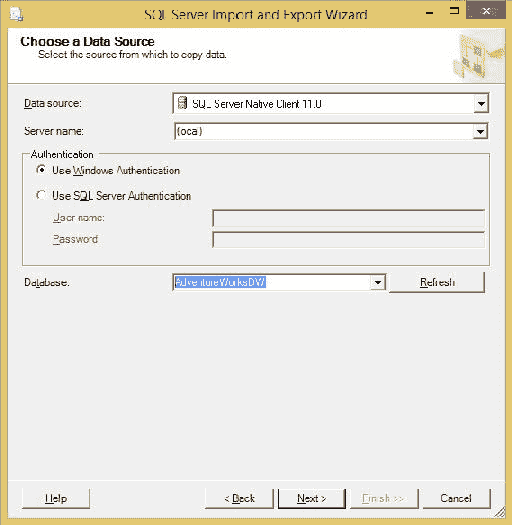 SQL Server Import and Export Wizard
Choose a Data Source
Select the source from which to copy data.
Data source:
SQL Server Native Client 11.0
Server name:
(local)
Authentication
Use Windows Authentication
Use SQL Server Authentication
User name:
Password
Database:
AdventureWorksDW
Refresh
Help
< Back
Next >
Finish >>
Cancel